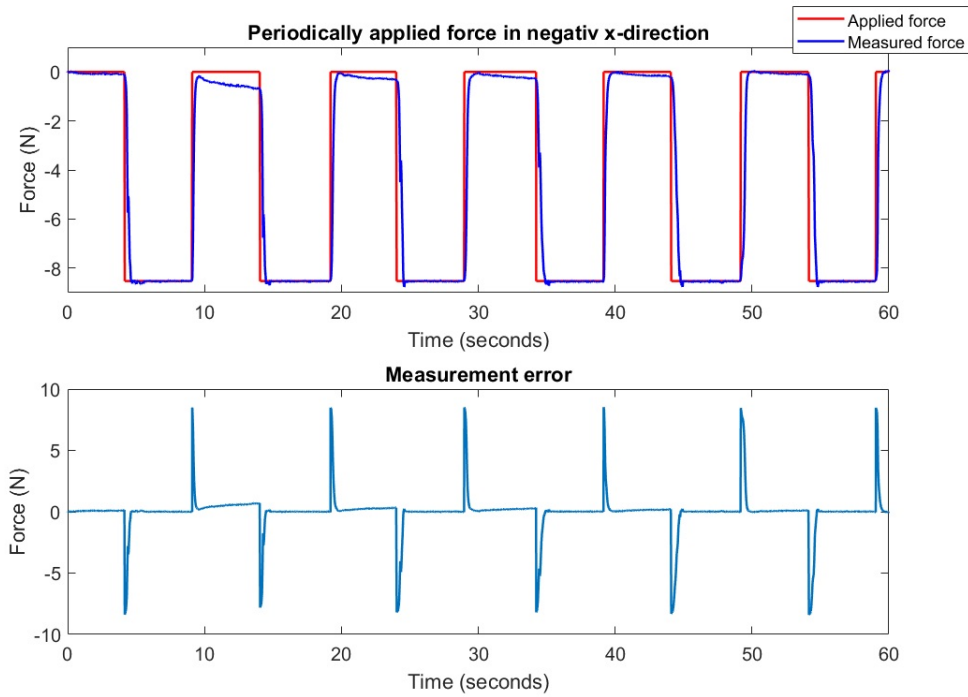 Periodically applied force in negativ x-direction
Applied force
Measured force
0
-2
-4
-6
-8
Force (N)
0 10 20 30 40 50 60
Time (seconds)
Measurement error
10
5
0
-5
-10
Force (N)
0 10 20 30 40 50 60
Time (seconds)